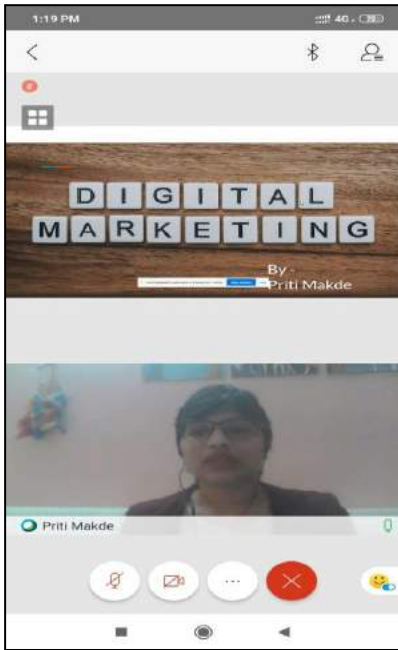 1:19 PM
4G
DIGITAL
MARKETING
By -
Priti Makde
Priti Makde